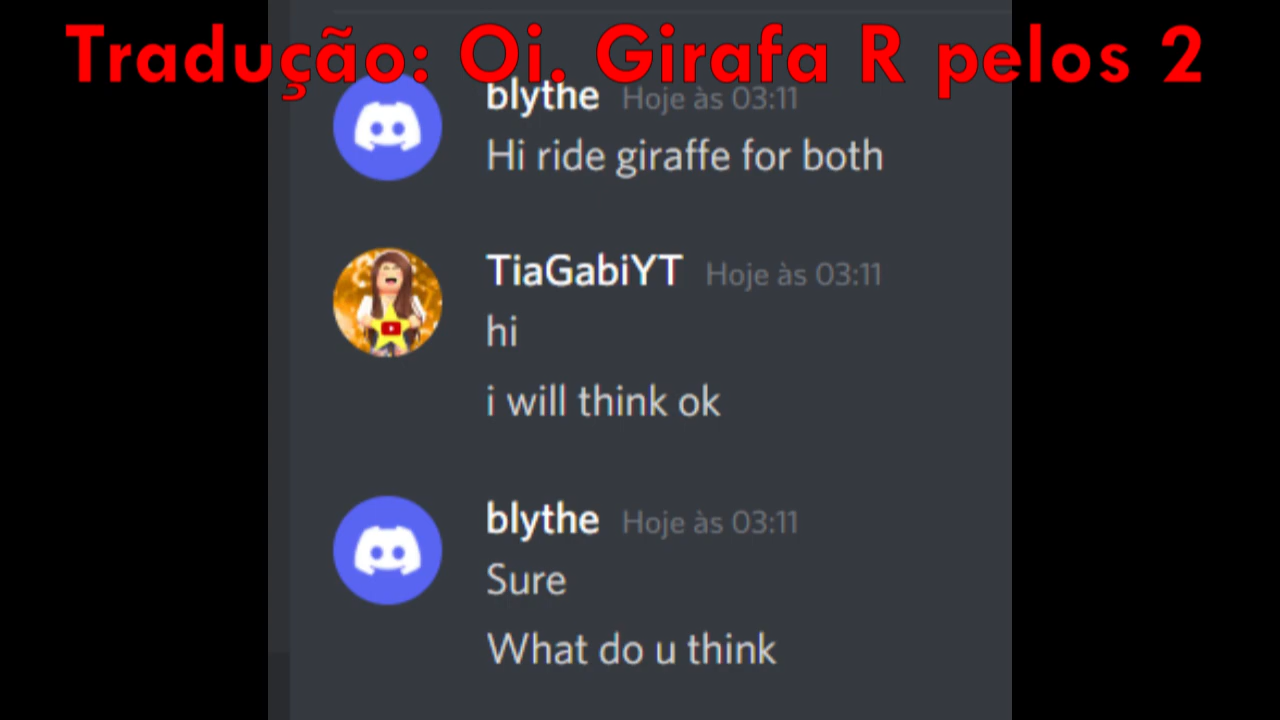 Tradução: Oi. Girafa R pelos 2
blythe Hoje às 03:11
Hi ride giraffe for both
TiaGabiYT Hoje às 03:11
hi
i will think ok
blythe Hoje às 03:11
Sure
What do u think